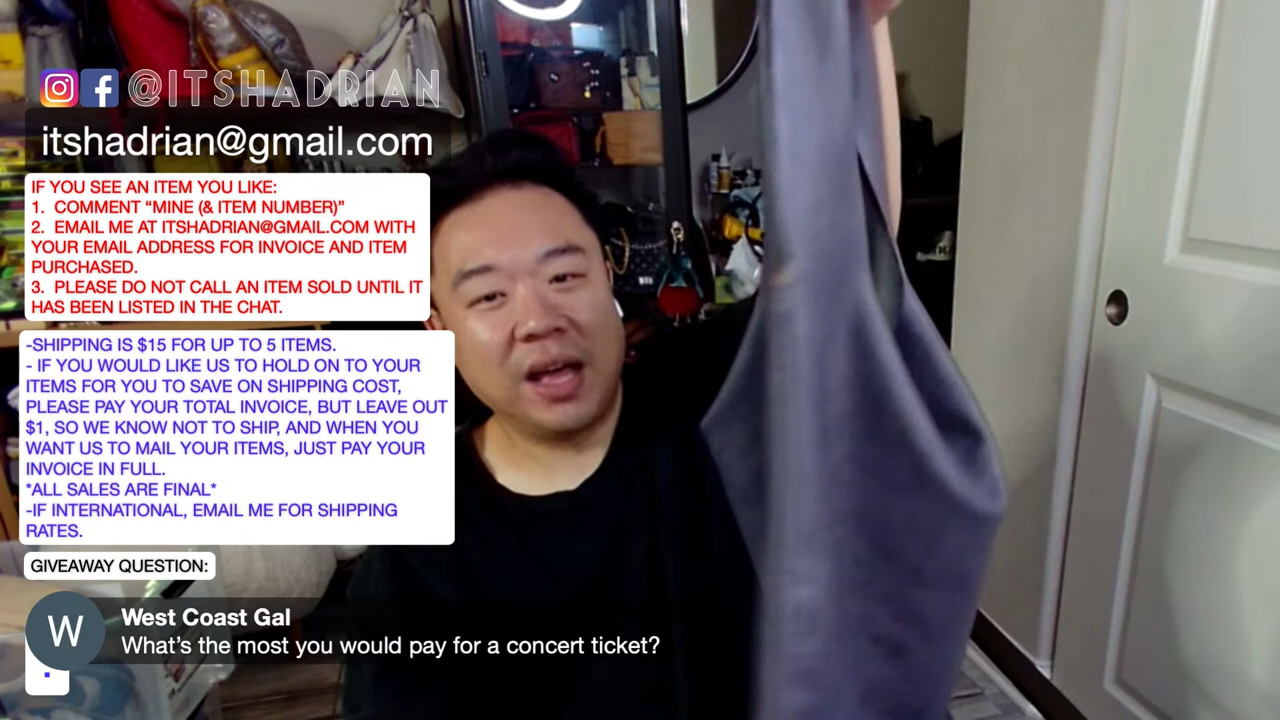 @ITSHADRIAN
itshadrian@gmail.com
IF YOU SEE AN ITEM YOU LIKE:
1. COMMENT “MINE (& ITEM NUMBER)”
2. EMAIL ME AT ITSHADRIAN@GMAIL.COM WITH
YOUR EMAIL ADDRESS FOR INVOICE AND ITEM
PURCHASED.
3. PLEASE DO NOT CALL AN ITEM SOLD UNTIL IT
HAS BEEN LISTED IN THE CHAT.
-SHIPPING IS $15 FOR UP TO 5 ITEMS.
- IF YOU WOULD LIKE US TO HOLD ON TO YOUR
ITEMS FOR YOU TO SAVE ON SHIPPING COST,
PLEASE PAY YOUR TOTAL INVOICE, BUT LEAVE OUT
$1, SO WE KNOW NOT TO SHIP, AND WHEN YOU
WANT US TO MAIL YOUR ITEMS, JUST PAY YOUR
INVOICE IN FULL.
*ALL SALES ARE FINAL*
-IF INTERNATIONAL, EMAIL ME FOR SHIPPING
RATES.
GIVEAWAY QUESTION:
W
West Coast Gal
What’s the most you would pay for a concert ticket?